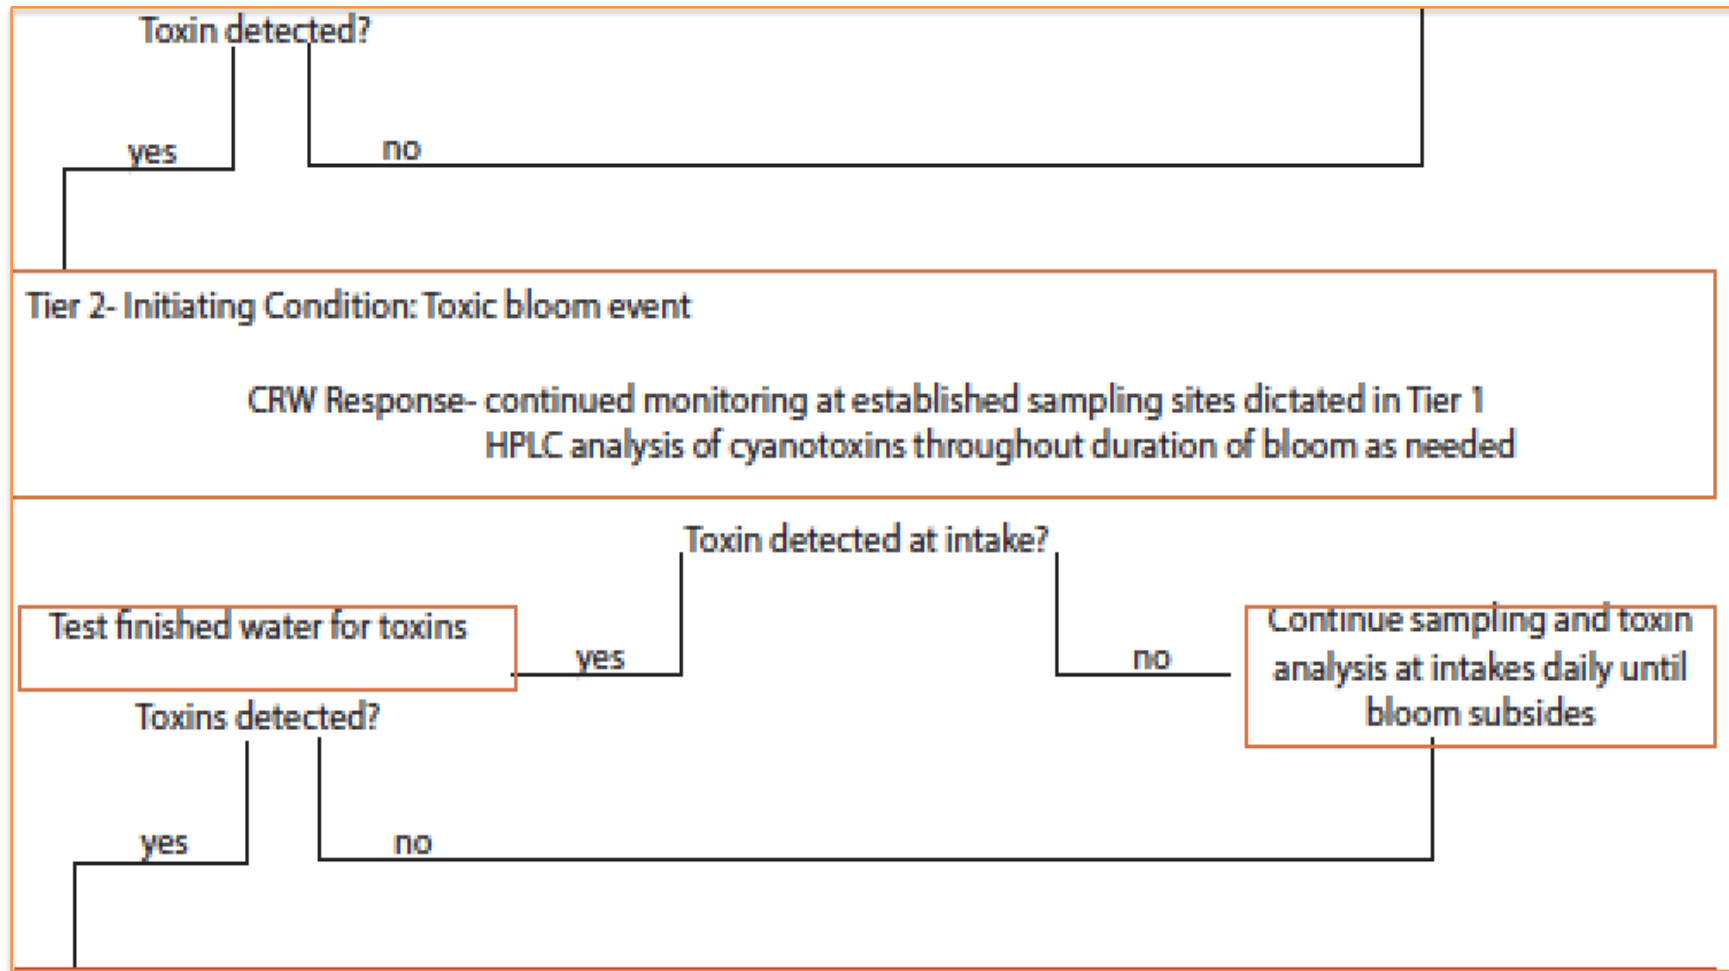 Toxin detected?
yes
no
Tier 2- Initiating Condition: Toxic bloom event
CRW Response- continued monitoring at established sampling sites dictated in Tier 1
HPLC analysis of cyanotoxins throughout duration of bloom as needed
Toxin detected at intake?
Test finished water for toxins
yes
no
Continue sampling and toxin
analysis at intakes daily until
bloom subsides
Toxins detected?
yes
no